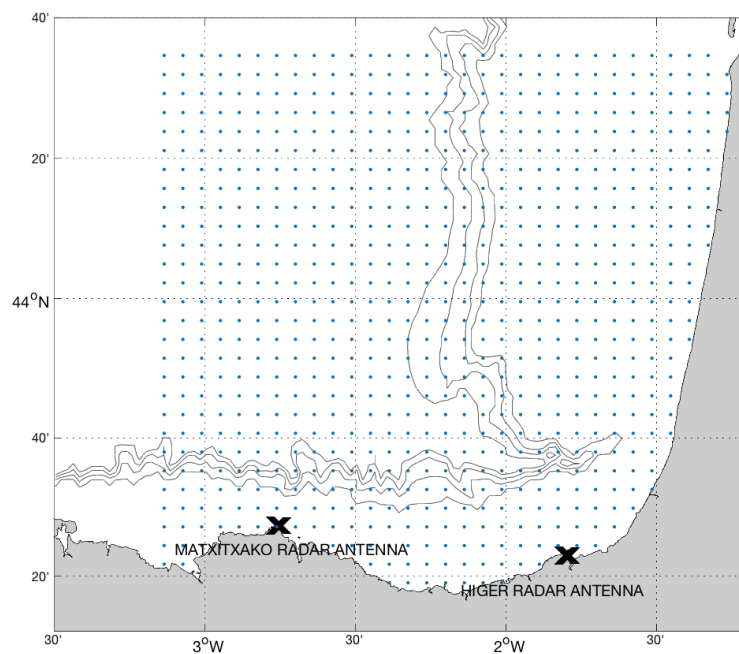 40'
20'
44°N
40'
MATXITXAKO RADAR ANTENNA
20'
HIGER RADAR ANTENNA
30'
3°W
30'
2°W
30'